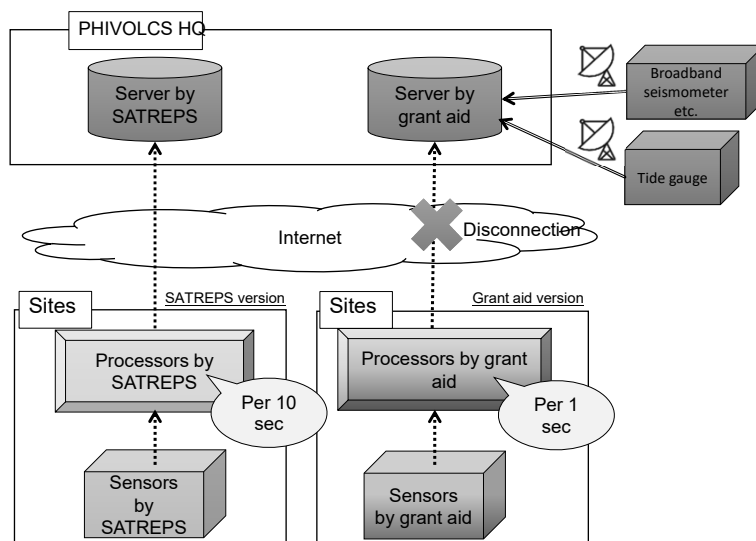 PHIVOLCS HQ
Server by
SATREPS
Server by
grant aid
Broadband
seismometer
etc.
Tide gauge
Internet
Disconnection
Sites
SATREPS version
Sites
Grant aid version
Processors by
SATREPS
Per 10
sec
Processors by grant
aid
Per 1
sec
Sensors
by
SATREPS
Sensors
by grant aid